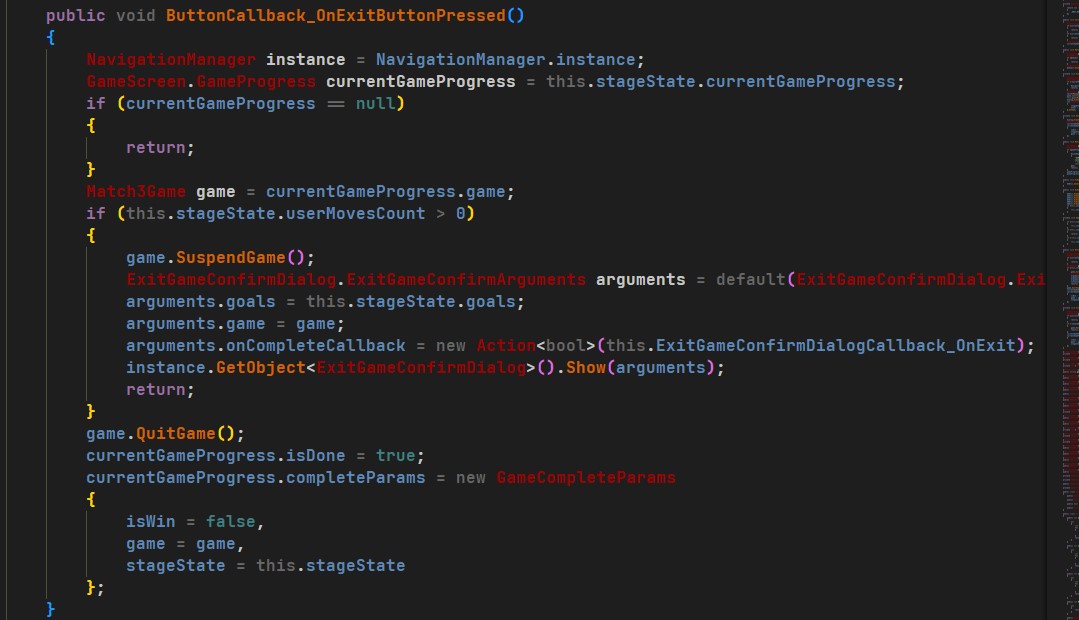 public void ButtonCallback_OnExitButtonPressed()
{
NavigationManager instance = NavigationManager.instance;
GameScreen.GameProgress currentGameProgress = this.stageState.currentGameProgress;
if (currentGameProgress == null)
{
return;
}
Match3Game game = currentGameProgress.game;
if (this.stageState.userMovesCount > 0)
{
game.SuspendGame();
ExitGameConfirmDialog.ExitGameConfirmArguments arguments = default(ExitGameConfirmDialog.Exi
arguments.goals = this.stageState.goals;
arguments.game = game;
arguments.onCompleteCallback = new Action<bool>(this.ExitGameConfirmDialogCallback_OnExit);
instance.GetObject<ExitGameConfirmDialog>().Show(arguments);
return;
}
game.QuitGame();
currentGameProgress.isDone = true;
currentGameProgress.completeParams = new GameCompleteParams
{
isWin = false,
game = game,
stageState = this.stageState
};
}